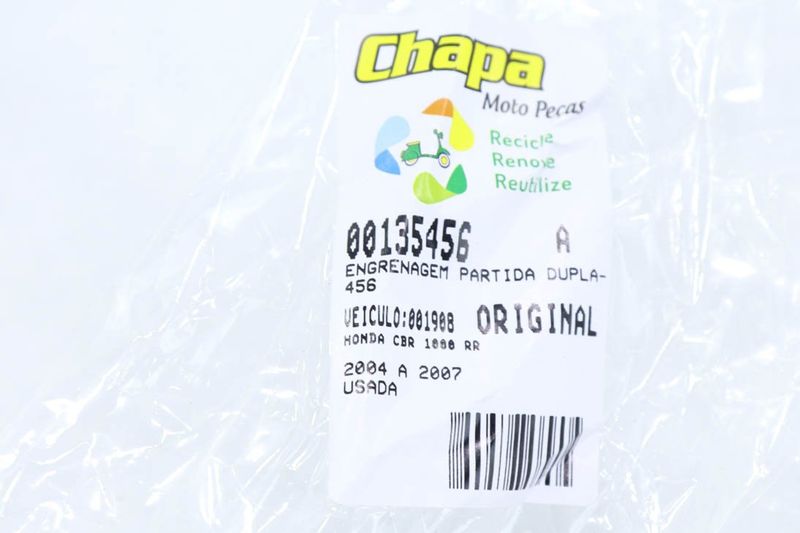 Chapa
Moto Pecas
Recicle
Renove
Reutilize
00135456 A
ENGRENAGEM PARTIDA DUPLA-
456
VEICULO:001908 ORIGINAL
HONDA CBR 1000 RR
2004 A 2007
USADA